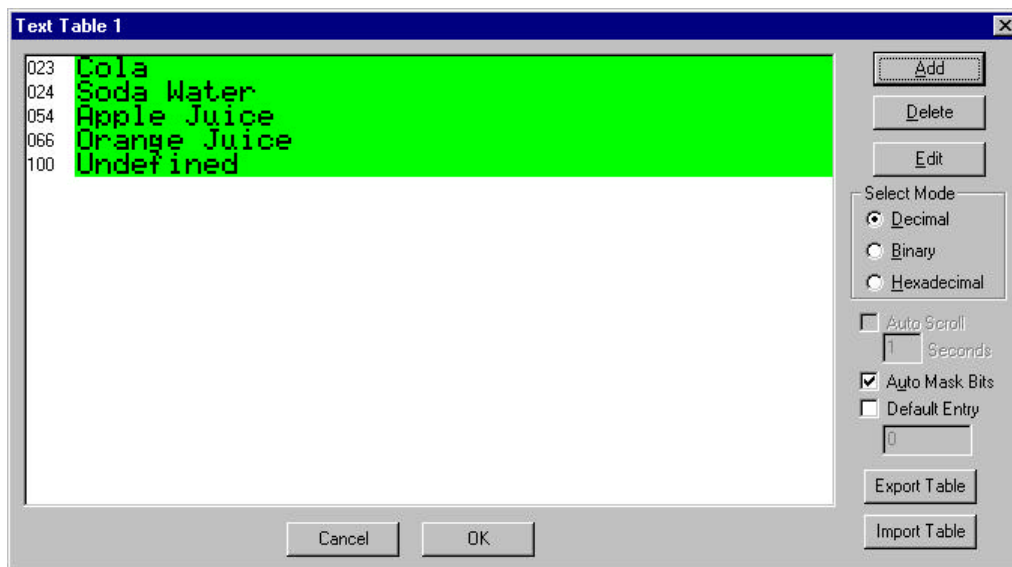 Text Table 1
023 Cola
024 Soda Water
054 Apple Juice
066 Orange Juice
100 Undefined
Add
Delete
Edit
Select Mode
Decimal
Binary
Hexadecimal
Auto Scroll
1 Seconds
Auto Mask Bits
Default Entry
0
Export Table
Import Table
Cancel OK